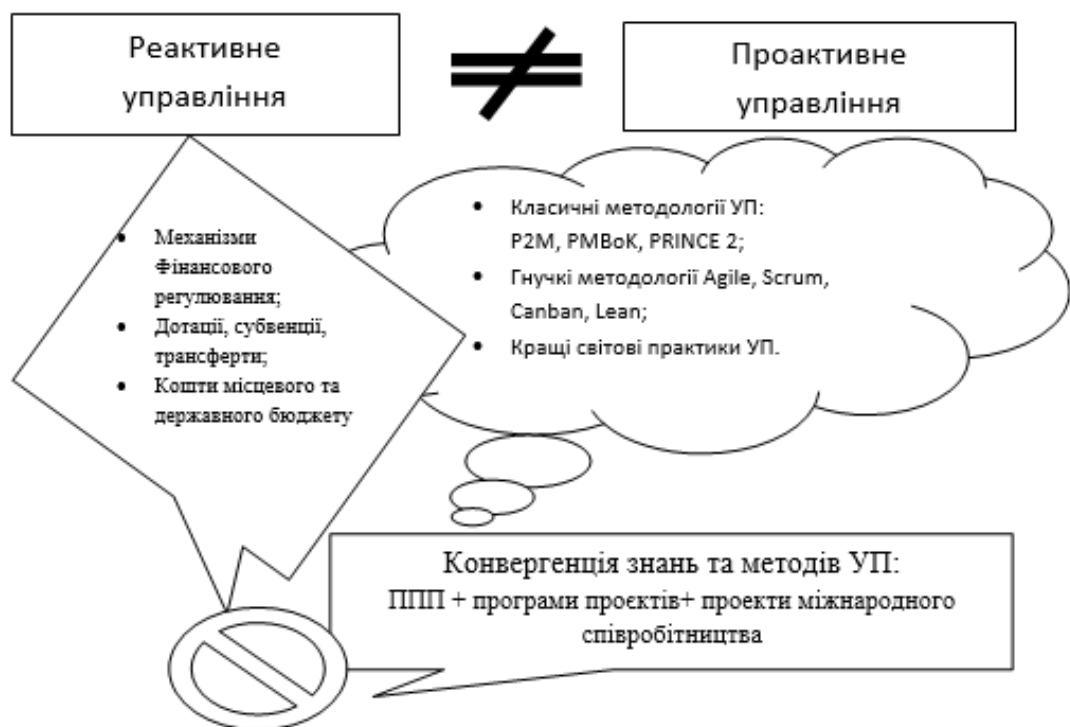 Реактивне
управління
Проактивне
управління
• Механізми
Фінансового
регулювання;
• Дотації, субвенції,
трансферти;
• Кошти місцевого та
державного бюджету
• Класичні методології УП:
P2M, PMBoK, PRINCE 2;
• Гнучкі методології Agile, Scrum,
Canban, Lean;
• Кращі світові практики УП.
Конвергенція знань та методів УП:
ППП + програми проєктів+ проекти міжнародного
співробітництва